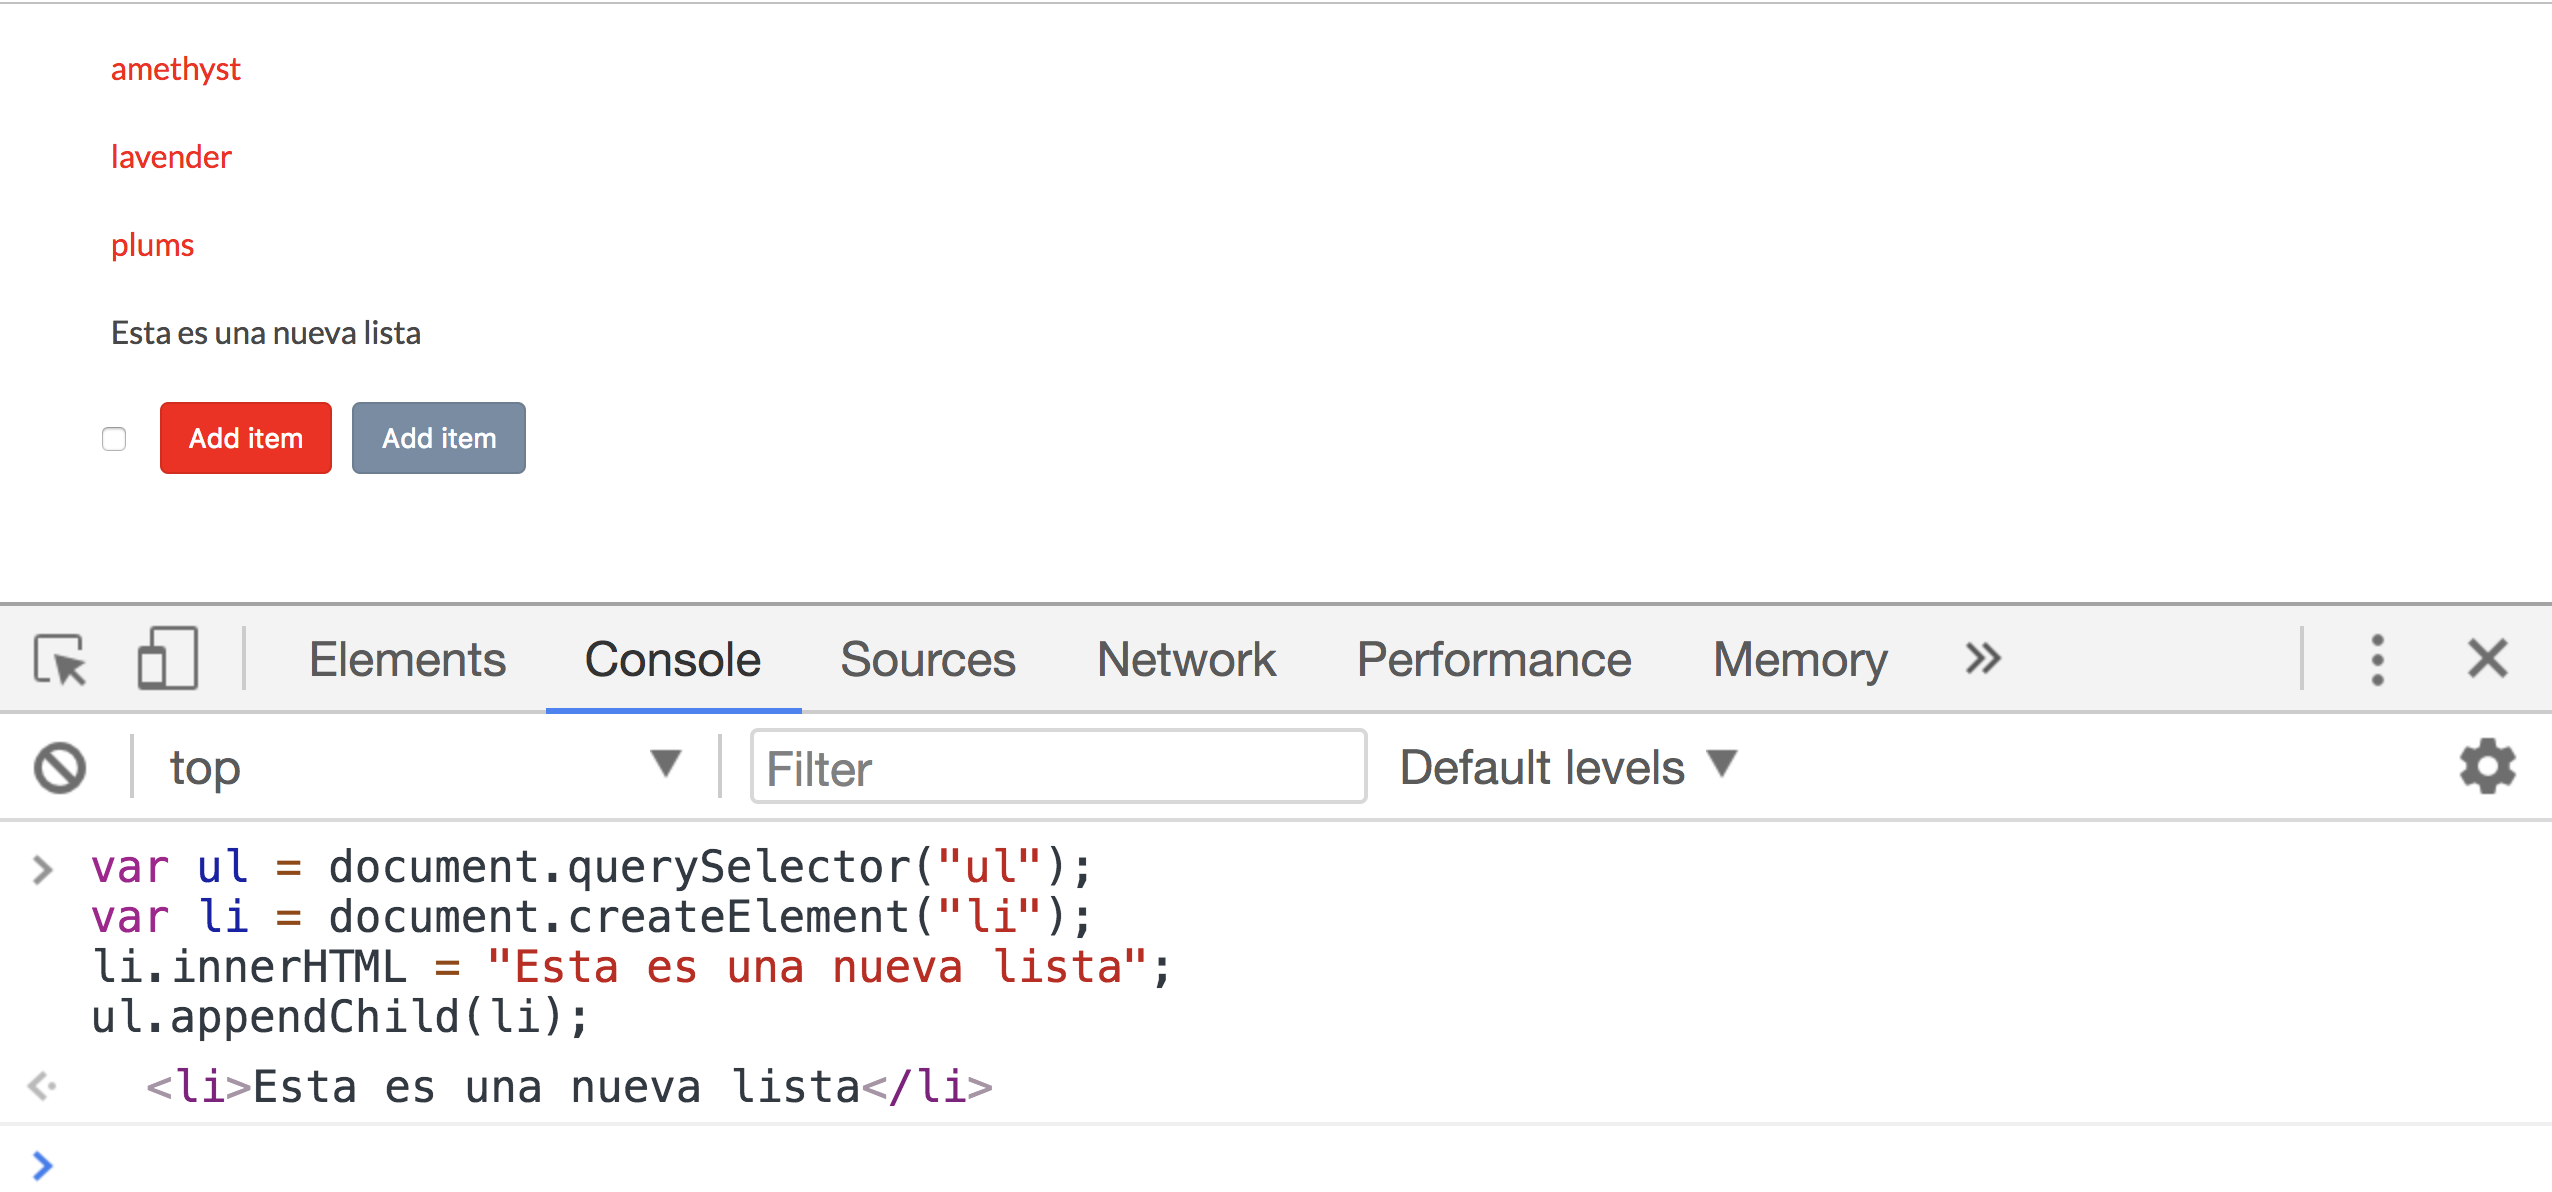 amethyst
lavender
plums
Esta es una nueva lista
Add item Add item
Elements Console Sources Network Performance Memory
top Filter Default levels
var ul = document.querySelector("ul");
var li = document.createElement("li");
li.innerHTML = "Esta es una nueva lista";
ul.appendChild(li);
<li>Esta es una nueva lista</li>